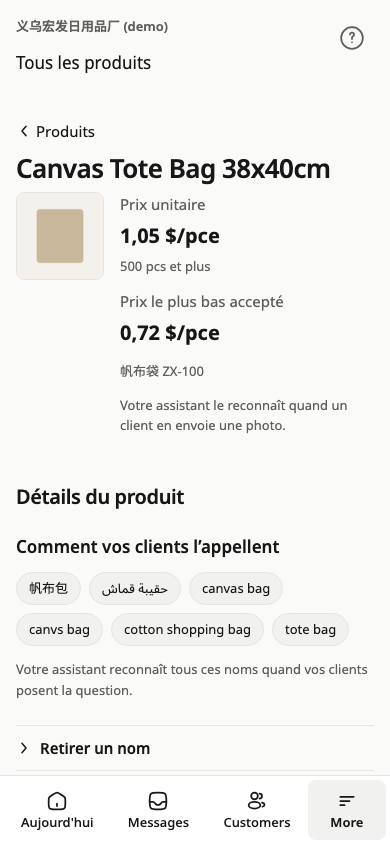 义乌宏发日用品厂 (demo)
Tous les produits
Produits
Canvas Tote Bag 38x40cm
Prix unitaire
1,05 $/pce
500 pcs et plus
Prix le plus bas accepté
0,72 $/pce
帆布袋 ZX-100
Votre assistant le reconnaît quand un
client en envoie une photo.
Détails du produit
Comment vos clients l’appellent
帆布包 حقيبة قماش canvas bag
canvs bag cotton shopping bag tote bag
Votre assistant reconnaît tous ces noms quand vos clients
posent la question.
Retirer un nom
Aujourd'hui Messages Customers More